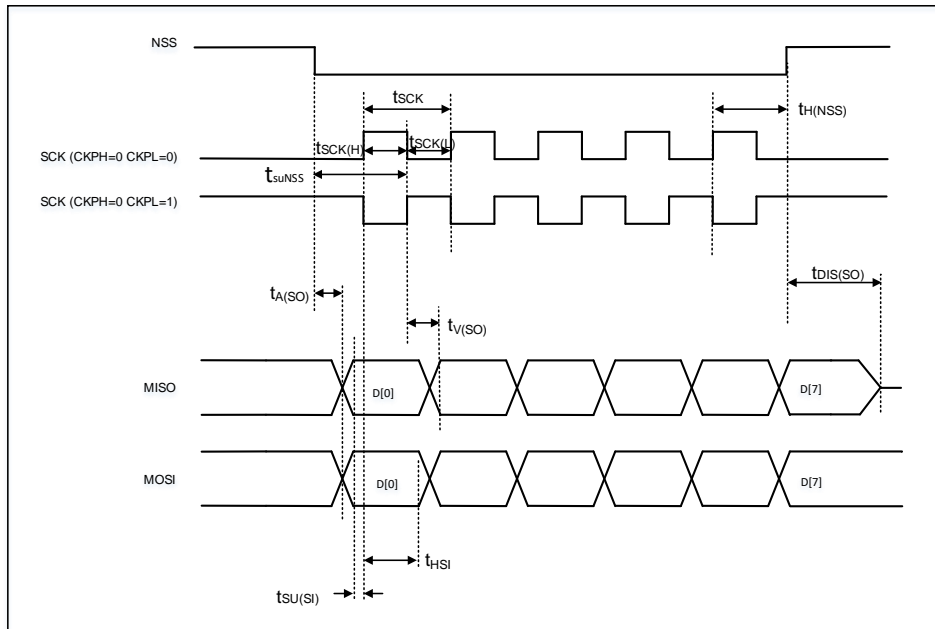 NSS
tSCK
tH(NSS)
tSCK(H) tSCK(L)
SCK (CKPH=0 CKPL=0)
tsuNSS
SCK (CKPH=0 CKPL=1)
tDIS(SO)
tA(SO)
tV(SO)
MISO D[0] D[7]
MOSI D[0] D[7]
tHSI
tSU(SI)